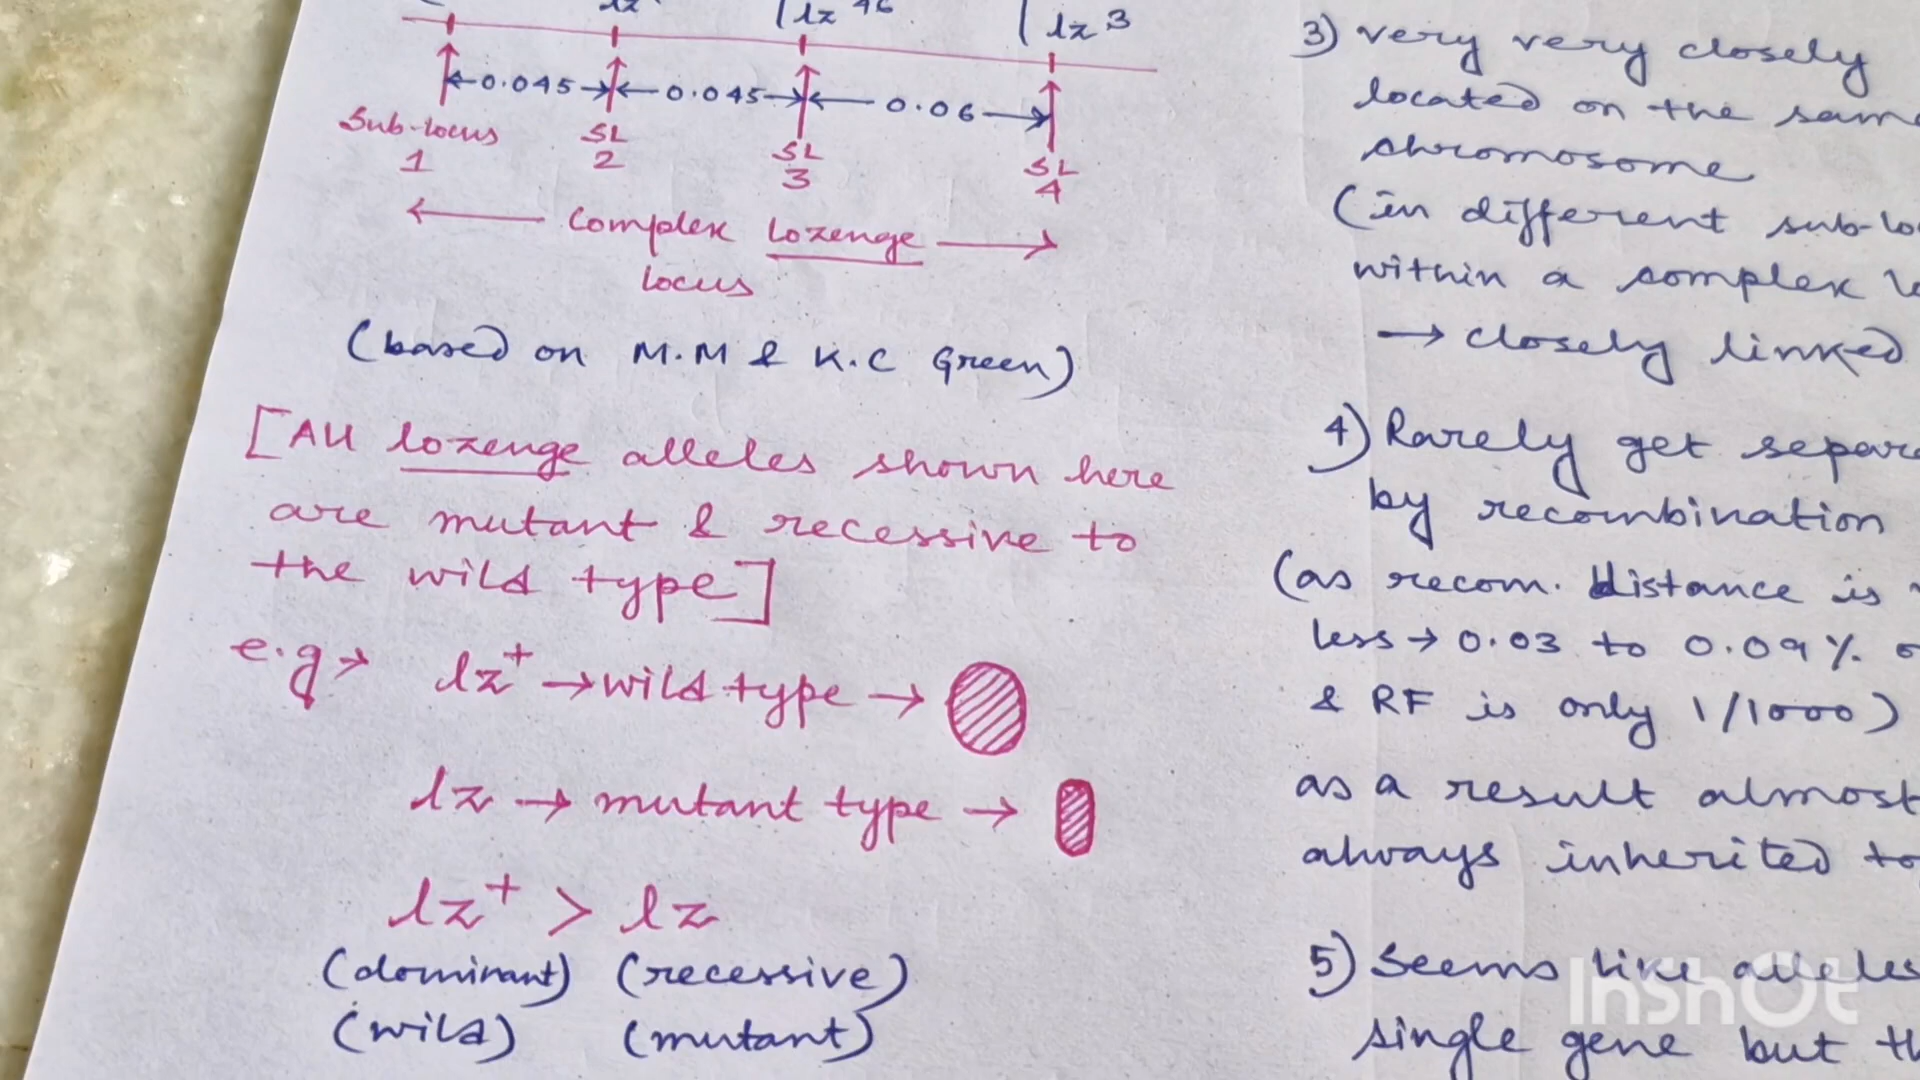 lz 46
lz 3
0.045 0.045 0.06
Sub-locus 1
SL 2
SL 3
SL 4
Complex lozenge
locus
(based on M.M & K.C Green)
[All lozenge alleles shown here
are mutant & recessive to
the wild type]
e.g → lz+ → wild type →
lz → mutant type →
lz+ > lz
(dominant) (recessive)
(wild) (mutant)
3) very very closely
located on the same
chromosome
(in different
within a complex
→ closely linked
4) Rarely get
by recombination
(as recom. distance is
less → 0.03 to 0.09%
& RF is only 1/1000)
as a result almost
always inherited
5) Seems like alleles
single gene but
InShOt